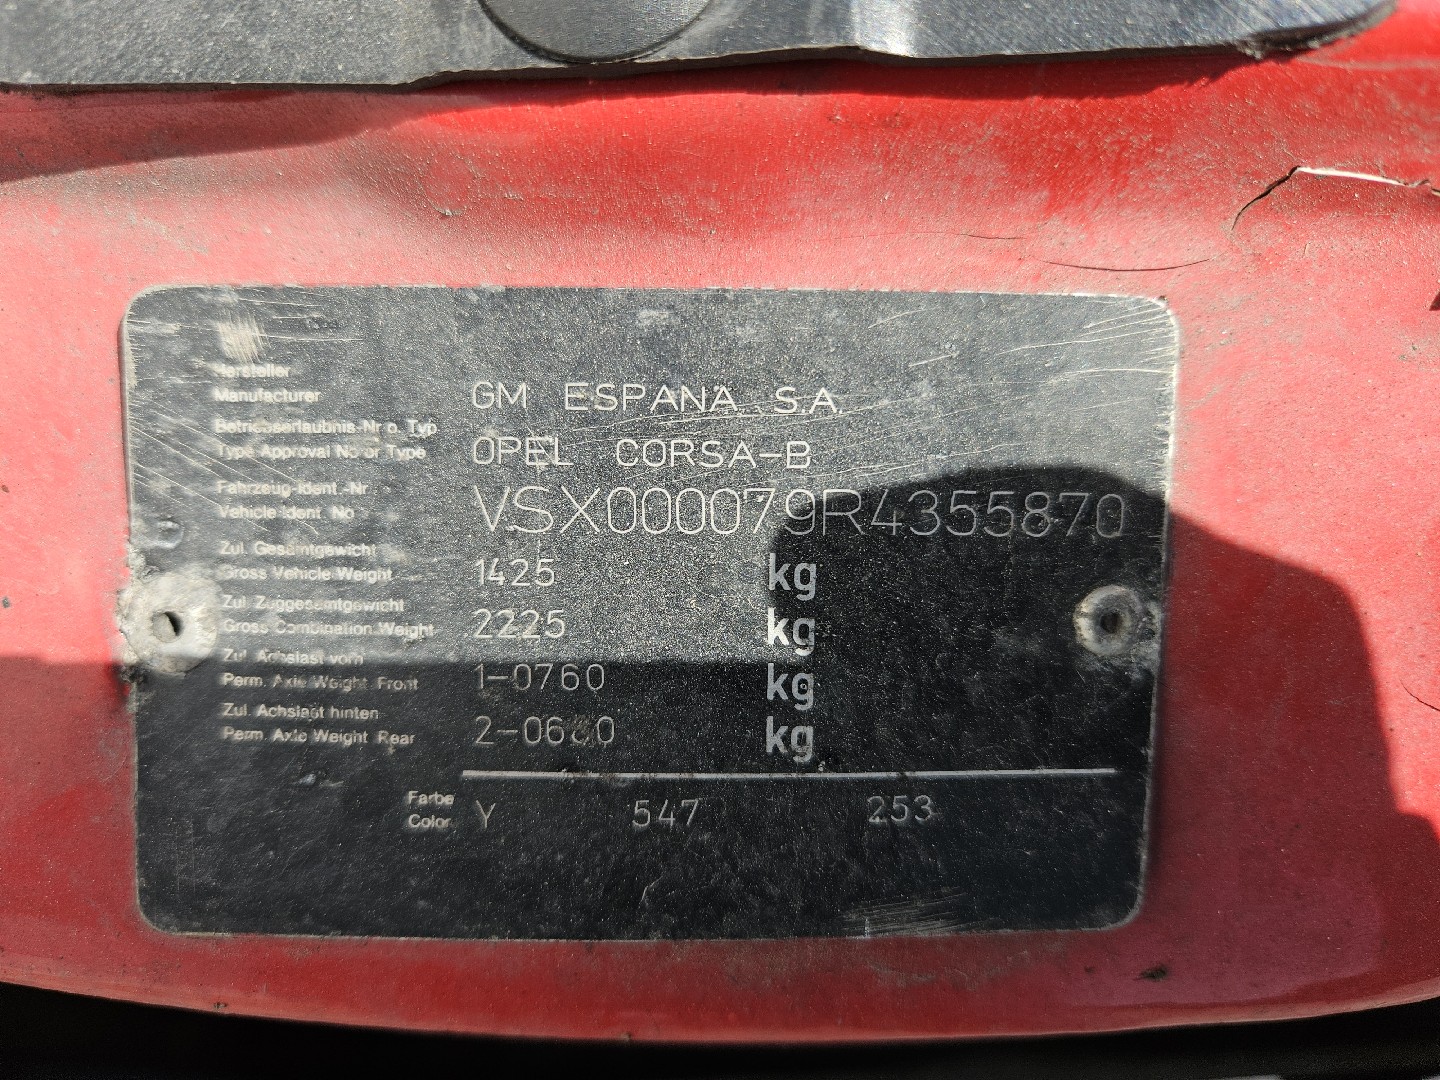 Hersteller
Manufacturer GM ESPANA S.A.
Betriebserlaubnis-Nr o. Typ
Type Approval No or Type OPEL CORSA-B
Fahrzeug-Ident.-Nr
Vehicle Ident. No VSX000079R4355870
Zul. Gesamtgewicht
Gross Vehicle Weight 1425 kg
Zul. Zuggesamtgewicht
Gross Combination Weight 2225 kg
Zul. Achslast vorn
Perm. Axle Weight Front 1-0760 kg
Zul. Achslast hinten
Perm. Axle Weight Rear 2-0680 kg
Farbe
Color Y 547 253